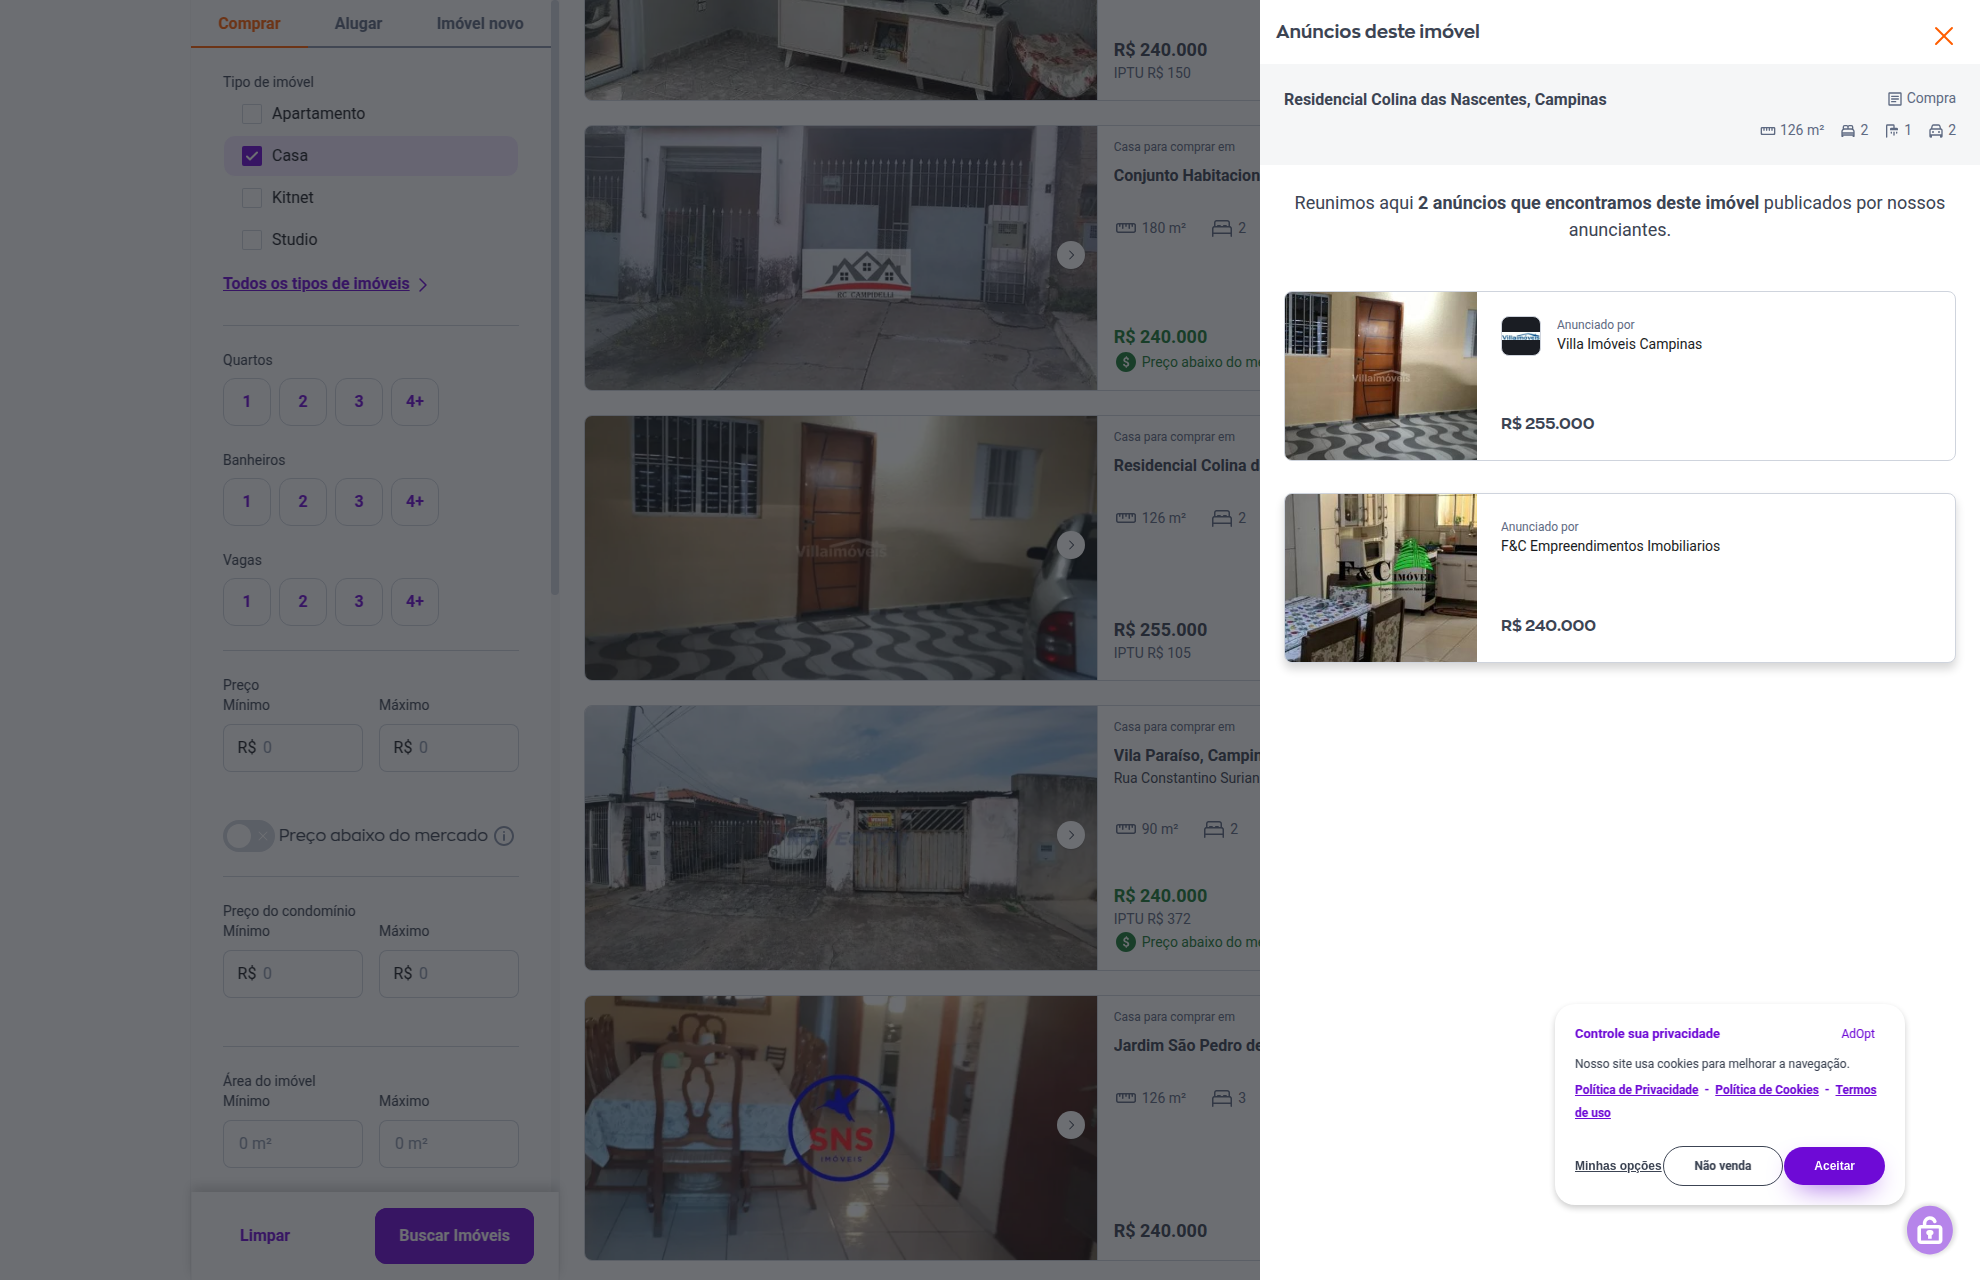 Comprar
Alugar
Imóvel novo
Tipo de imóvel
Apartamento
Casa
Kitnet
Studio
Todos os tipos de imóveis
Quartos
1 2 3 4+
Banheiros
1 2 3 4+
Vagas
1 2 3 4+
Preço
Mínimo Máximo
R$ 0 R$ 0
Preço abaixo do mercado
Preço do condomínio
Mínimo Máximo
R$ 0 R$ 0
Área do imóvel
Mínimo Máximo
0 m² 0 m²
Limpar
Buscar Imóveis
R$ 240.000
IPTU R$ 150
RC CAMPINELLI
Casa para comprar em
Conjunto Habitacion
180 m² 2
R$ 240.000
Preço abaixo do me
Villaimóveis
Casa para comprar em
Residencial Colina d
126 m² 2
R$ 255.000
IPTU R$ 105
Casa para comprar em
Vila Paraíso, Campin
Rua Constantino Surian
90 m² 2
R$ 240.000
IPTU R$ 372
Preço abaixo do me
SNS
IMÓVEIS
Casa para comprar em
Jardim São Pedro de
126 m² 3
R$ 240.000
Anúncios deste imóvel
Residencial Colina das Nascentes, Campinas
Compra
126 m² 2 1 2
Reunimos aqui 2 anúncios que encontramos deste imóvel publicados por nossos
anunciantes.
Villaimóveis
Villaimóveis
Anunciado por
Villa Imóveis Campinas
R$ 255.000
F&C IMÓVEIS
Anunciado por
F&C Empreendimentos Imobiliarios
R$ 240.000
Controle sua privacidade
AdOpt
Nosso site usa cookies para melhorar a navegação.
Política de Privacidade - Política de Cookies - Termos
de uso
Minhas opções
Não venda
Aceitar